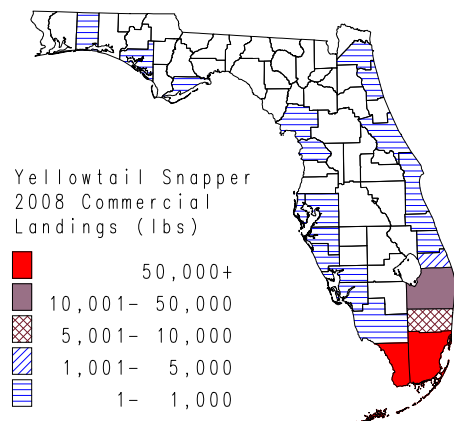 Yellowtail Snapper
2008 Commercial
Landings (lbs)
50,000+
10,001- 50,000
5,001- 10,000
1,001- 5,000
1- 1,000